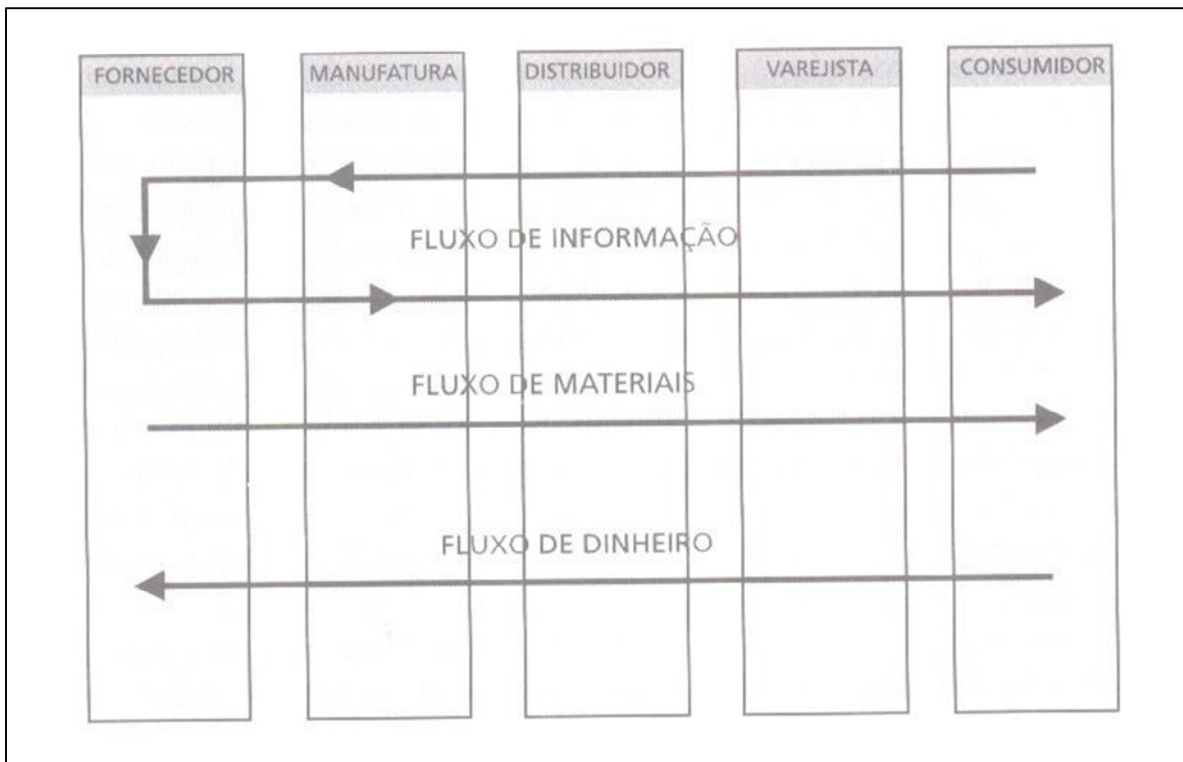 FORNECEDOR MANUFATURA DISTRIBUIDOR VAREJISTA CONSUMIDOR
FLUXO DE INFORMAÇÃO
FLUXO DE MATERIAIS
FLUXO DE DINHEIRO